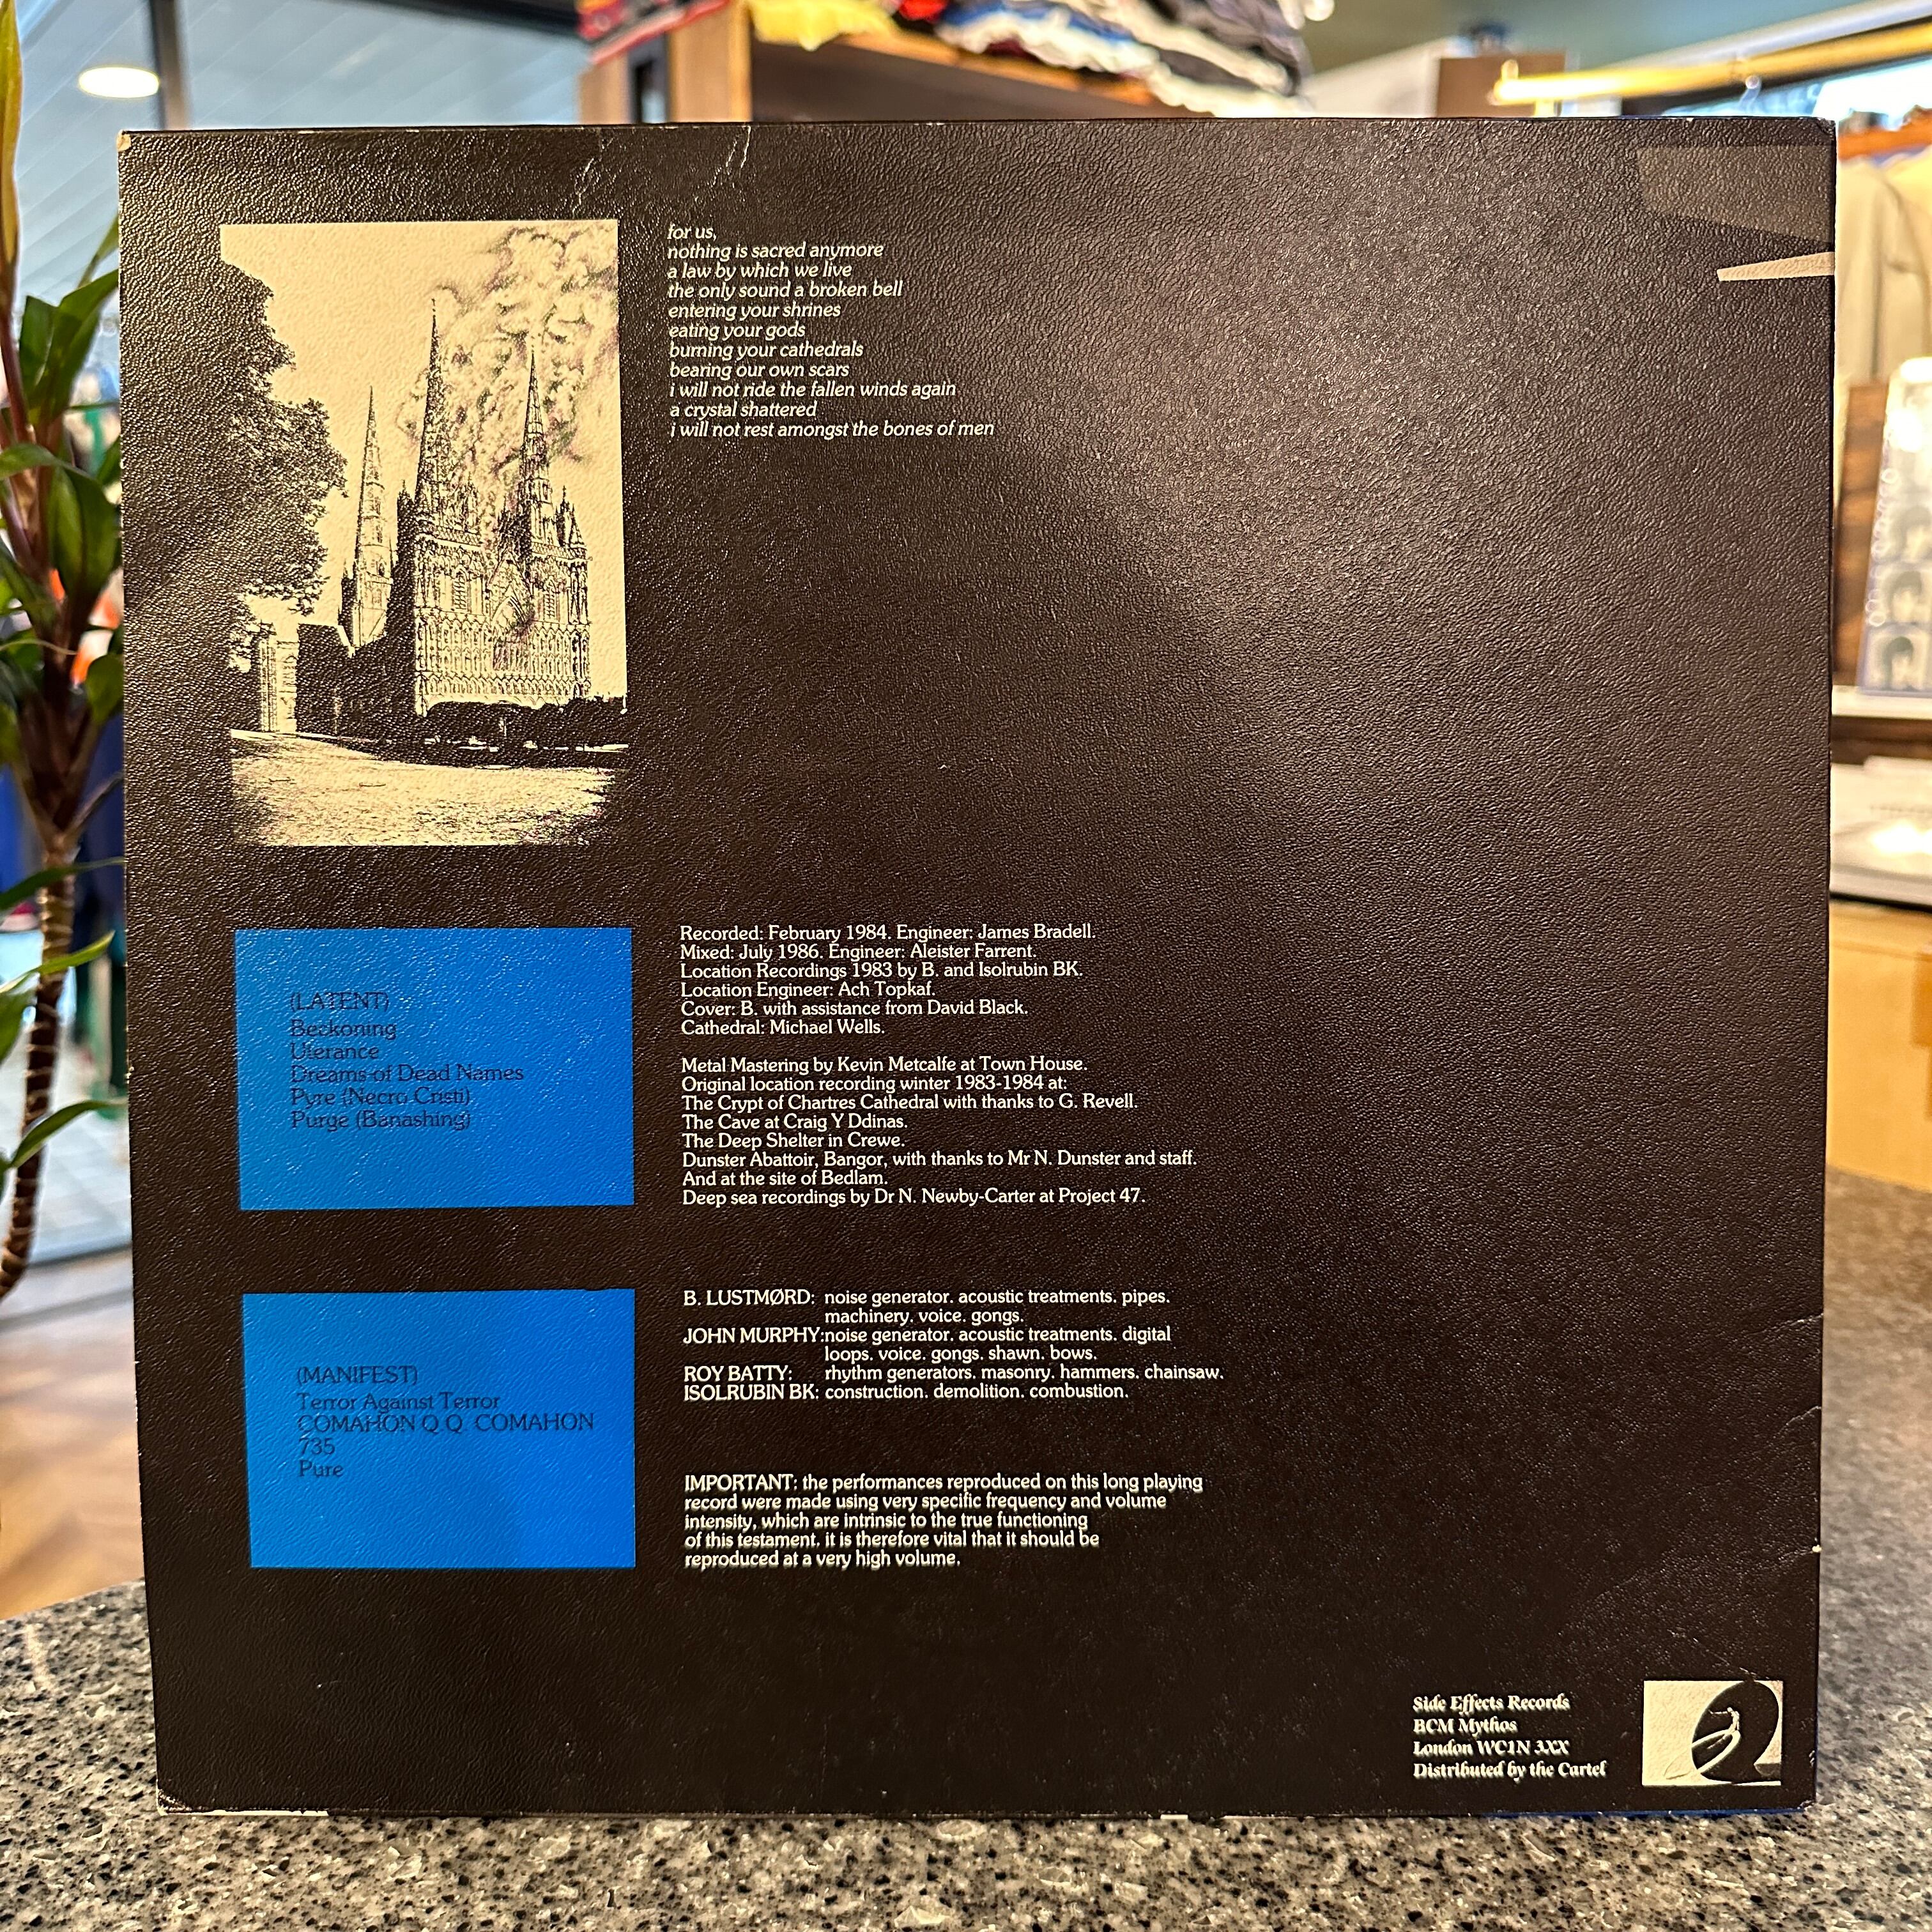 for us,
nothing is sacred anymore
a law by which we live
the only sound a broken bell
entering your shrines
eating your gods
burning your cathedrals
bearing our own scars
i will not ride the fallen winds again
a crystal shattered
i will not rest amongst the bones of men
(LATENT)
Beckoning
Ulerance
Dreams of Dead Names
Pyre (Necro Cristi)
Purge (Banashing)
Recorded: February 1984. Engineer: James Bradell.
Mixed: July 1986. Engineer: Aleister Farrent.
Location Recordings 1983 by B. and Isolrubin BK.
Location Engineer: Ach Topkaf.
Cover: B. with assistance from David Black.
Cathedral: Michael Wells.
Metal Mastering by Kevin Metcalfe at Town House.
Original location recording winter 1983-1984 at:
The Crypt of Chartres Cathedral with thanks to G. Revell.
The Cave at Craig Y Ddinas.
The Deep Shelter in Crewe.
Dunster Abattoir, Bangor, with thanks to Mr N. Dunster and staff.
And at the site of Bedlam.
Deep sea recordings by Dr N. Newby-Carter at Project 47.
(MANIFEST)
Terror Against Terror
COMAHON Q.Q. COMAHON
735
Pure
B. LUSTMØRD: noise generator. acoustic treatments. pipes.
machinery. voice. gongs.
JOHN MURPHY: noise generator. acoustic treatments. digital
loops. voice. gongs. shawn. bows.
ROY BATTY: rhythm generators. masonry. hammers. chainsaw.
ISOLRUBIN BK: construction. demolition. combustion.
IMPORTANT: the performances reproduced on this long playing
record were made using very specific frequency and volume
intensity, which are intrinsic to the true functioning
of this testament. it is therefore vital that it should be
reproduced at a very high volume.
Side Effects Records
BCM Mythos
London WC1N 3XX
Distributed by the Cartel